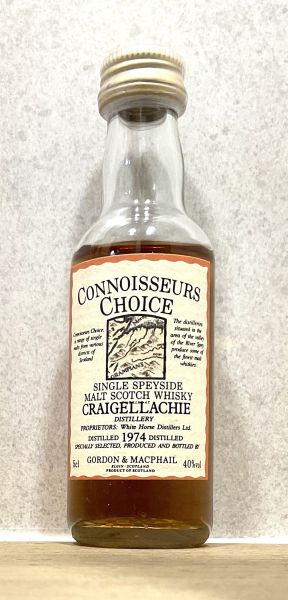 CONNOISSEURS
CHOICE
Connoisseurs Choice,
a range of single
malts from various
districts of
Scotland
The distilleries
situated in the
area of the valley
of the River Spey
produce some of
the finest malt
whiskies.
GRAMPIANS
SINGLE SPEYSIDE
MALT SCOTCH WHISKY
CRAIGELLACHIE
DISTILLERY
PROPRIETORS: White Horse Distillers Ltd.
DISTILLED 1974 DISTILLED
SPECIALLY SELECTED, PRODUCED AND BOTTLED BY
5cl GORDON & MACPHAIL 40%vol
ELGIN · SCOTLAND
PRODUCT OF SCOTLAND